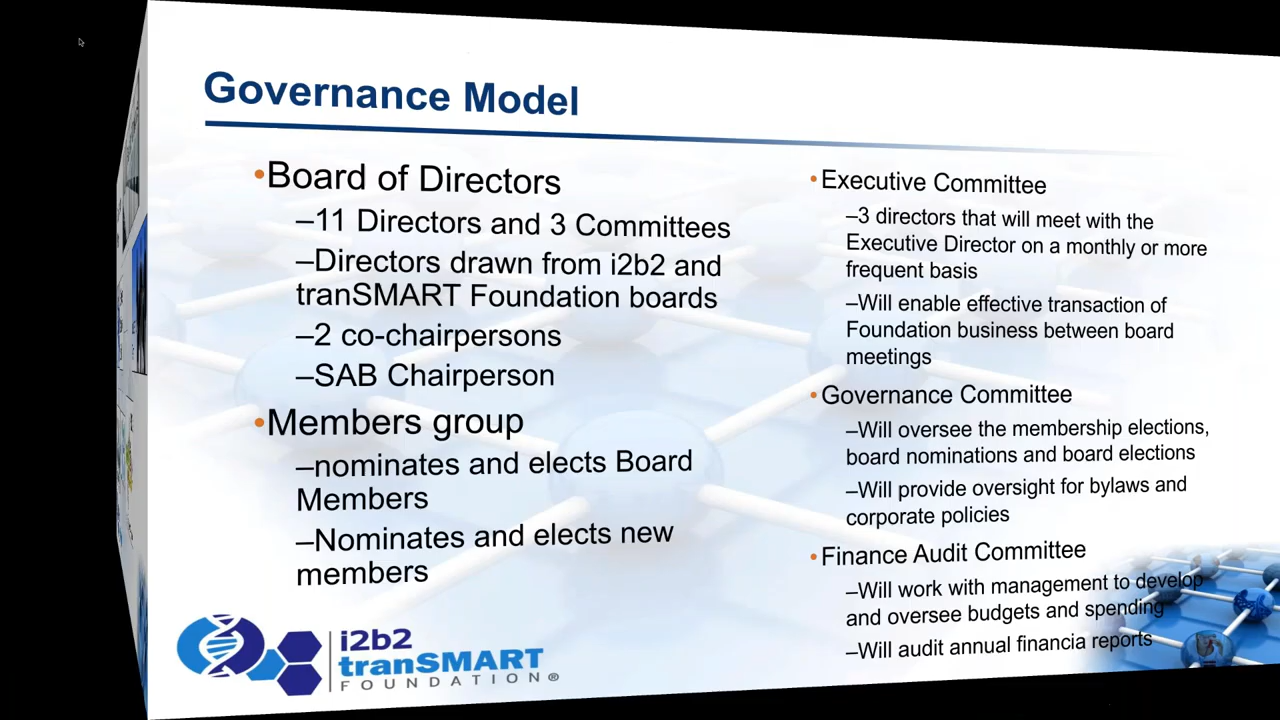 Governance Model
•Board of Directors
–11 Directors and 3 Committees
–Directors drawn from i2b2 and
tranSMART Foundation boards
–2 co-chairpersons
–SAB Chairperson
•Members group
–nominates and elects Board
Members
–Nominates and elects new
members
•Executive Committee
–3 directors that will meet with the
Executive Director on a monthly or more
frequent basis
–Will enable effective transaction of
Foundation business between board
meetings
•Governance Committee
–Will oversee the membership elections,
board nominations and board elections
–Will provide oversight for bylaws and
corporate policies
•Finance Audit Committee
–Will work with management to develop
and oversee budgets and spending
–Will audit annual financia reports
i2b2
tranSMART
FOUNDATION®